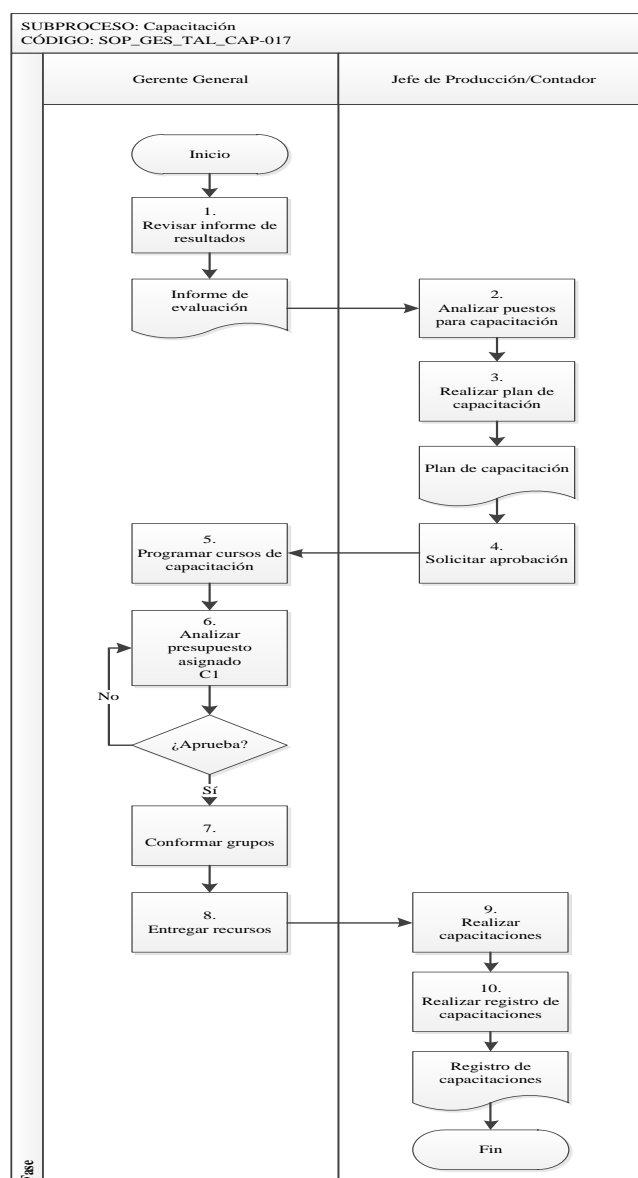 SUBPROCESO: Capacitación
CÓDIGO: SOP_GES_TAL_CAP-017
Gerente General
Jefe de Producción/Contador
Inicio
1.
Revisar informe de
resultados
Informe de
evaluación
2.
Analizar puestos
para capacitación
3.
Realizar plan de
capacitación
Plan de capacitación
4.
Solicitar aprobación
5.
Programar cursos de
capacitación
6.
Analizar
presupuesto
asignado
C1
No
¿Aprueba?
Sí
7.
Conformar grupos
8.
Entregar recursos
9.
Realizar
capacitaciones
10.
Realizar registro de
capacitaciones
Registro de
capacitaciones
Fin
Fase